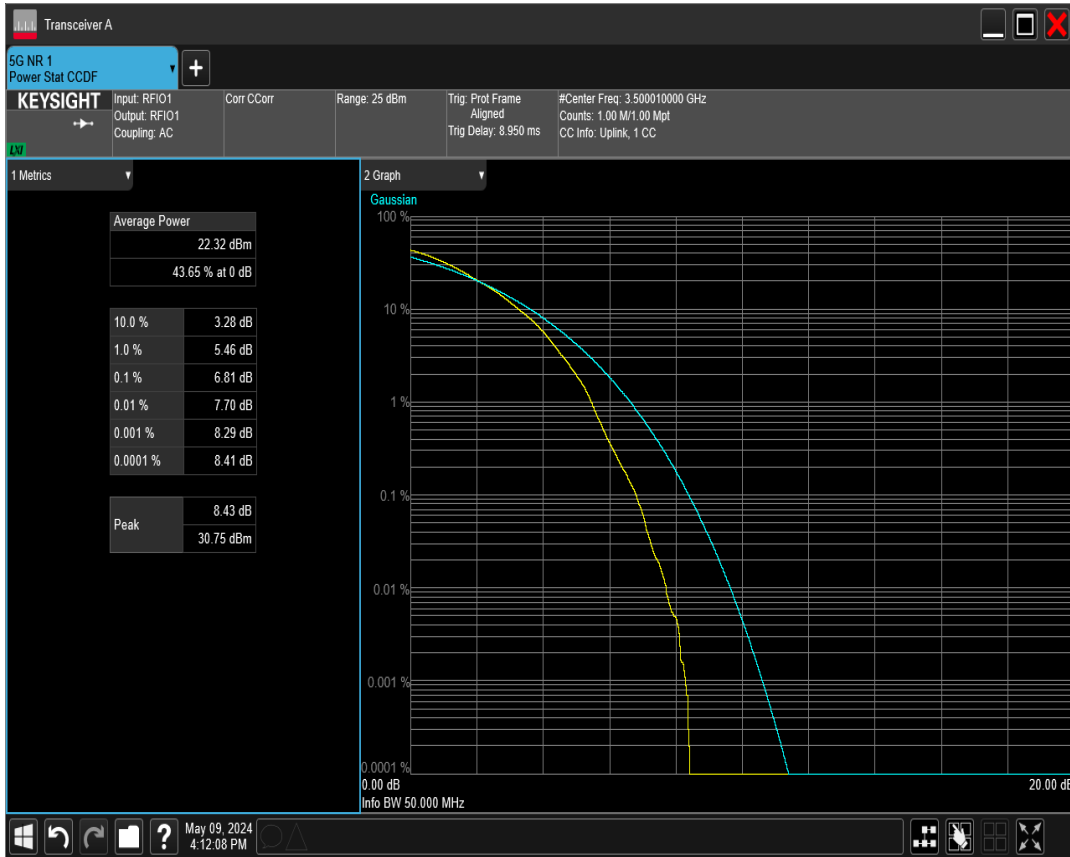 Transceiver A
5G NR 1
Power Stat CCDF
+
KEYSIGHT
LXI
Input: RFIO1
Output: RFIO1
Coupling: AC
Corr CCorr
Range: 25 dBm
Trig: Prot Frame
Aligned
Trig Delay: 8.950 ms
#Center Freq: 3.500010000 GHz
Counts: 1.00 M/1.00 Mpt
CC Info: Uplink, 1 CC
1 Metrics
Average Power
22.32 dBm
43.65 % at 0 dB
10.0 % 3.28 dB
1.0 % 5.46 dB
0.1 % 6.81 dB
0.01 % 7.70 dB
0.001 % 8.29 dB
0.0001 % 8.41 dB
Peak 8.43 dB
30.75 dBm
2 Graph
Gaussian
100 %
10 %
1 %
0.1 %
0.01 %
0.001 %
0.0001 %
0.00 dB 20.00 dB
Info BW 50.000 MHz
?
May 09, 2024
4:12:08 PM